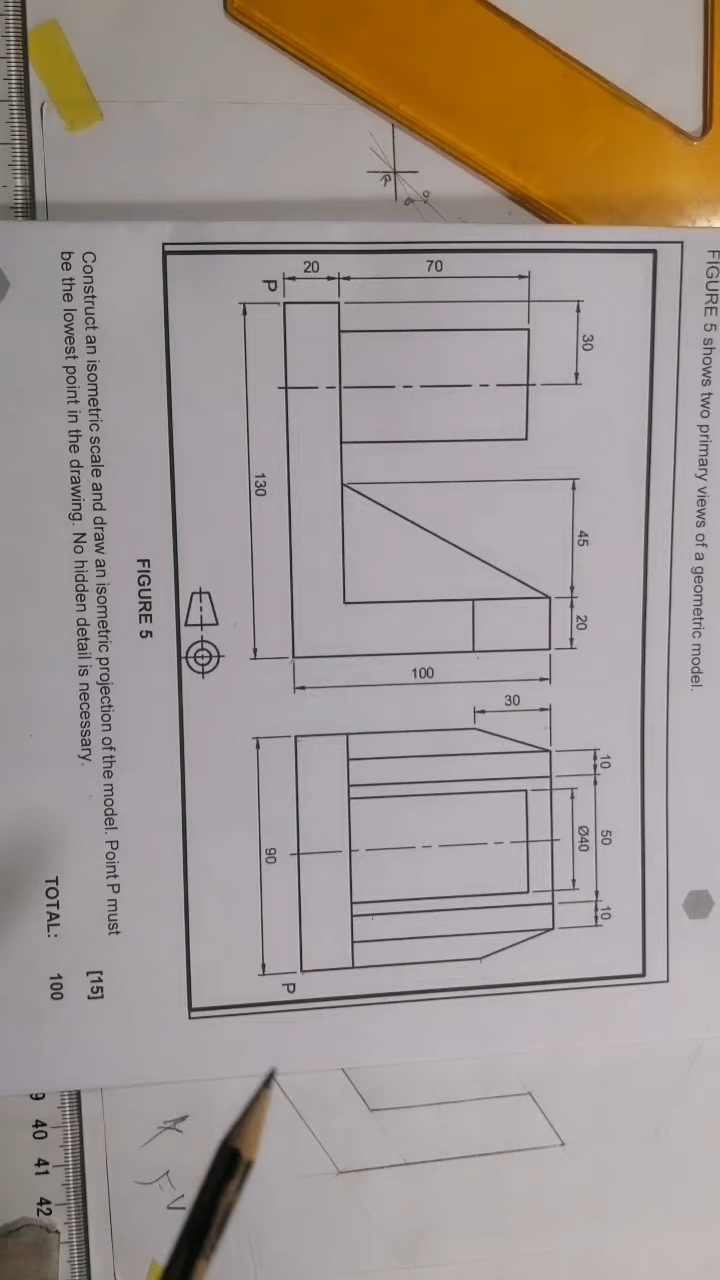 FIGURE 5 shows two primary views of a geometric model.
30
45
20
70
20
P
130
100
30
10
50
10
Ø40
90
P
FIGURE 5
Construct an isometric scale and draw an isometric projection of the model. Point P must
be the lowest point in the drawing. No hidden detail is necessary.
[15]
TOTAL: 100
9 40 41 42